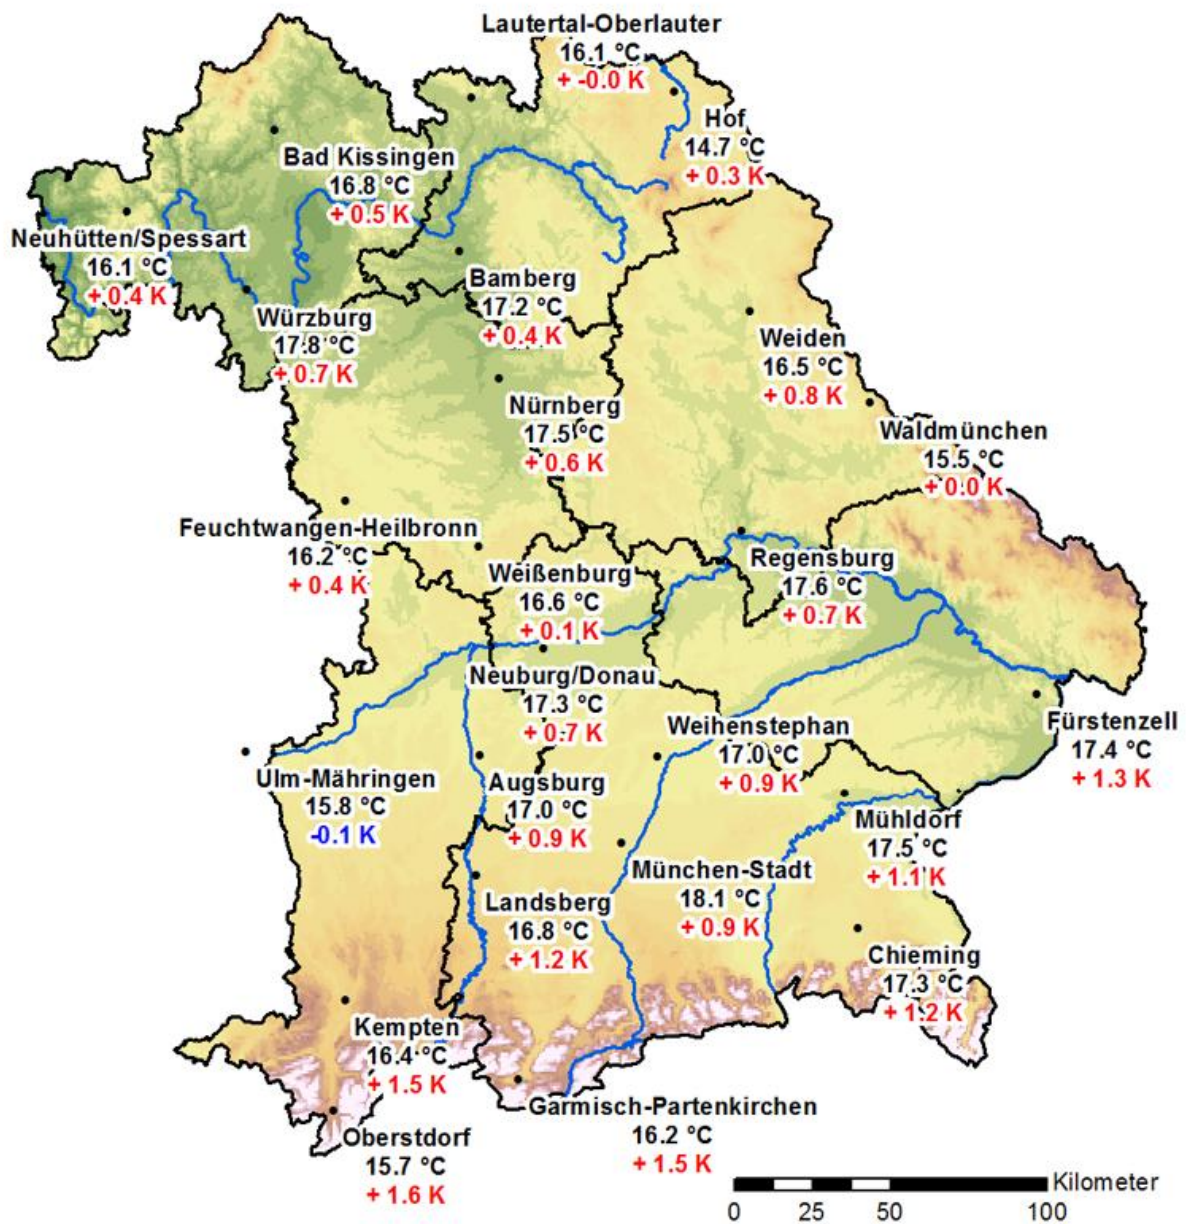 Lautertal-Oberlauter
16.1 °C
+ -0.0 K
Hof
14.7 °C
+ 0.3 K
Bad Kissingen
16.8 °C
+ 0.5 K
Neuhütten/Spessart
16.1 °C
+ 0.4 K
Bamberg
17.2 °C
+ 0.4 K
Würzburg
17.8 °C
+ 0.7 K
Weiden
16.5 °C
+ 0.8 K
Nürnberg
17.5 °C
+ 0.6 K
Waldmünchen
15.5 °C
+ 0.0 K
Feuchtwangen-Heilbronn
16.2 °C
+ 0.4 K
Weißenburg
16.6 °C
+ 0.1 K
Regensburg
17.6 °C
+ 0.7 K
Neuburg/Donau
17.3 °C
+ 0.7 K
Weihenstephan
17.0 °C
+ 0.9 K
Fürstenzell
17.4 °C
+ 1.3 K
Ulm-Mähringen
15.8 °C
-0.1 K
Augsburg
17.0 °C
+ 0.9 K
Mühldorf
17.5 °C
+ 1.1 K
München-Stadt
18.1 °C
+ 0.9 K
Landsberg
16.8 °C
+ 1.2 K
Chieming
17.3 °C
+ 1.2 K
Kempten
16.4 °C
+ 1.5 K
Garmisch-Partenkirchen
16.2 °C
+ 1.5 K
Oberstdorf
15.7 °C
+ 1.6 K
Kilometer
0 25 50 100